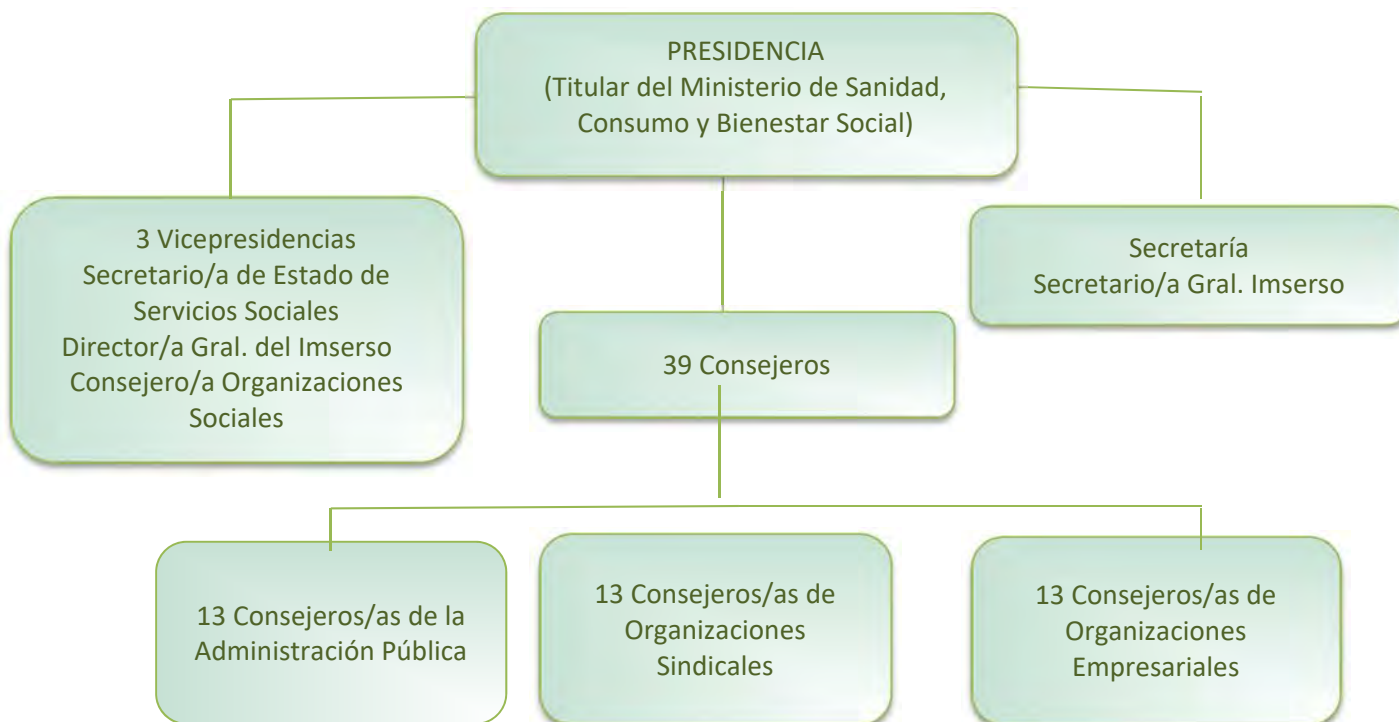 PRESIDENCIA
(Titular del Ministerio de Sanidad,
Consumo y Bienestar Social)
3 Vicepresidencias
Secretario/a de Estado de
Servicios Sociales
Director/a Gral. del Imserso
Consejero/a Organizaciones
Sociales
Secretaría
Secretario/a Gral. Imserso
39 Consejeros
13 Consejeros/as de la
Administración Pública
13 Consejeros/as de
Organizaciones
Sindicales
13 Consejeros/as de
Organizaciones
Empresariales